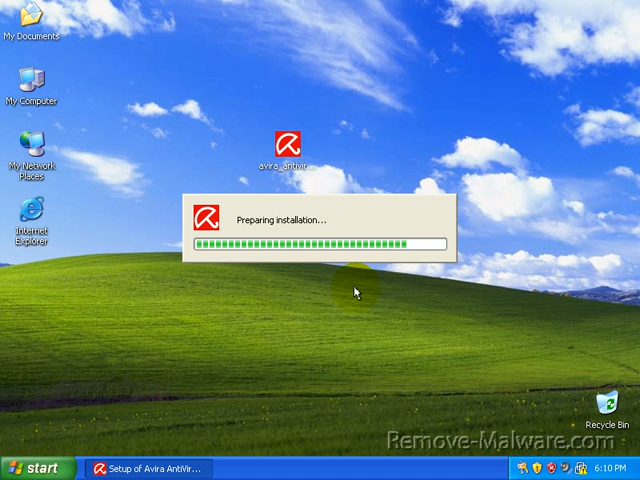 My Documents
My Computer
My Network
Places
Internet
Explorer
avira_antivir...
Preparing installation...
Recycle Bin
Remove-Malware.com
start
Setup of Avira AntiVir...
6:10 PM